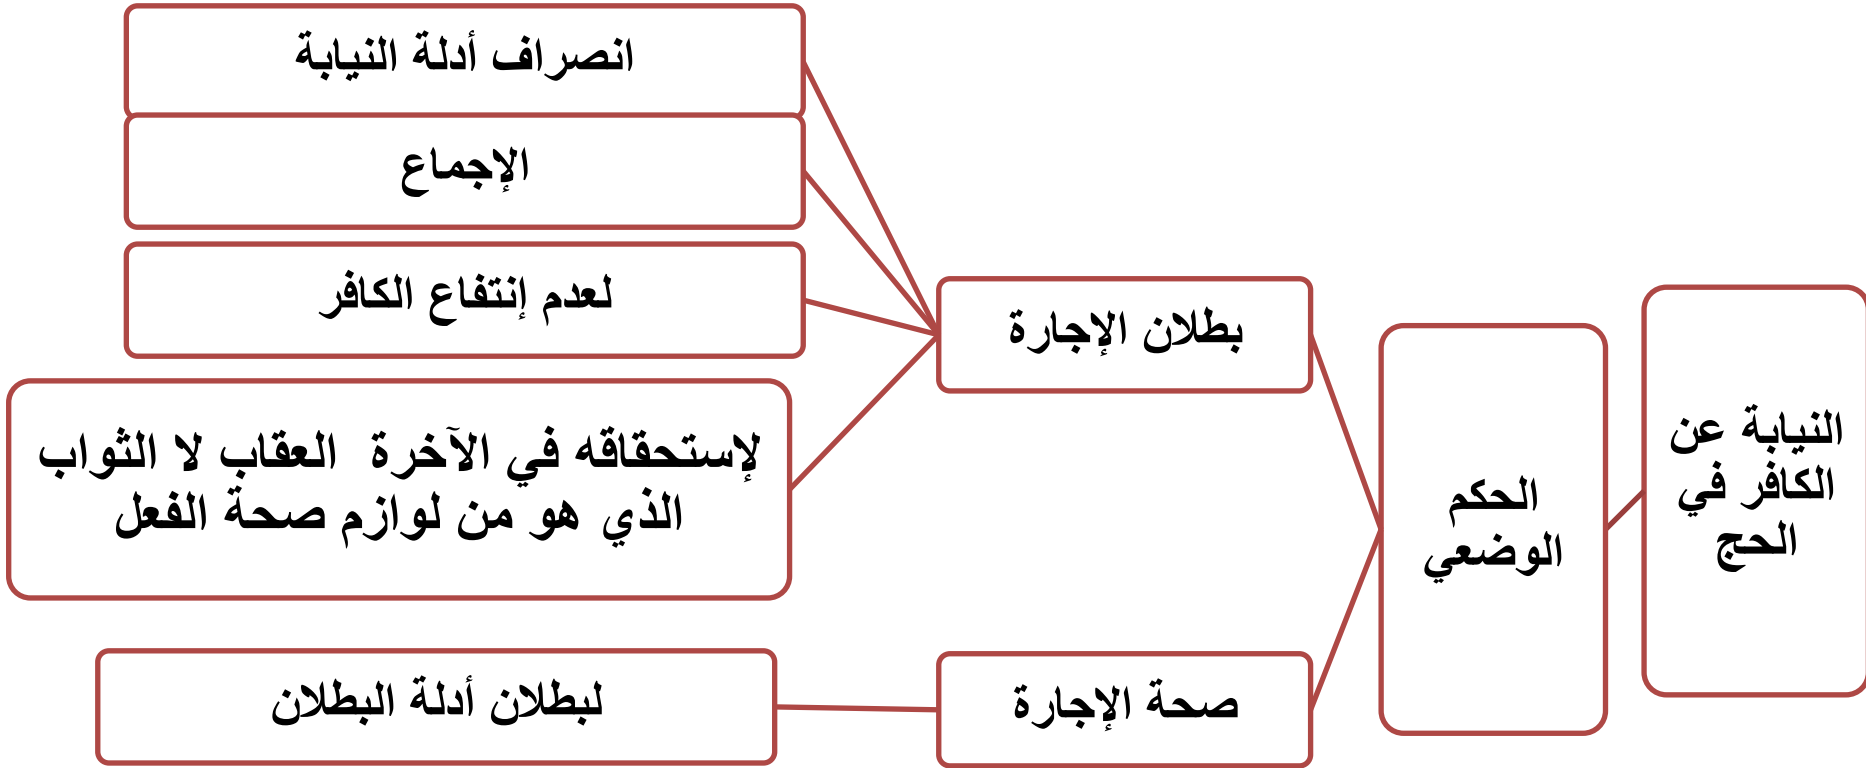 النيابة عن
الكافر في
الحج
الحكم
الوضعي
بطلان الإجارة
انصراف أدلة النيابة
الإجماع
لعدم إنتفاع الكافر
لإستحقاقه في الآخرة العقاب لا الثواب
الذي هو من لوازم صحة الفعل
صحة الإجارة
لبطلان أدلة البطلان